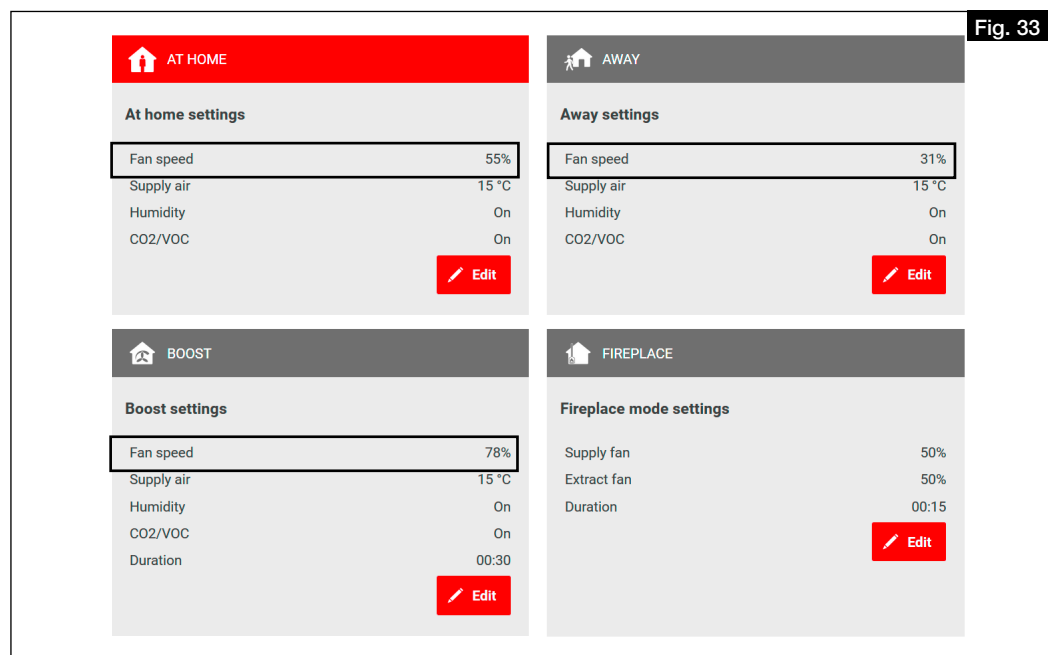 Fig. 33
AT HOME
At home settings
Fan speed 55%
Supply air 15 °C
Humidity On
CO2/VOC On
Edit
AWAY
Away settings
Fan speed 31%
Supply air 15 °C
Humidity On
CO2/VOC On
Edit
BOOST
Boost settings
Fan speed 78%
Supply air 15 °C
Humidity On
CO2/VOC On
Duration 00:30
Edit
FIREPLACE
Fireplace mode settings
Supply fan 50%
Extract fan 50%
Duration 00:15
Edit